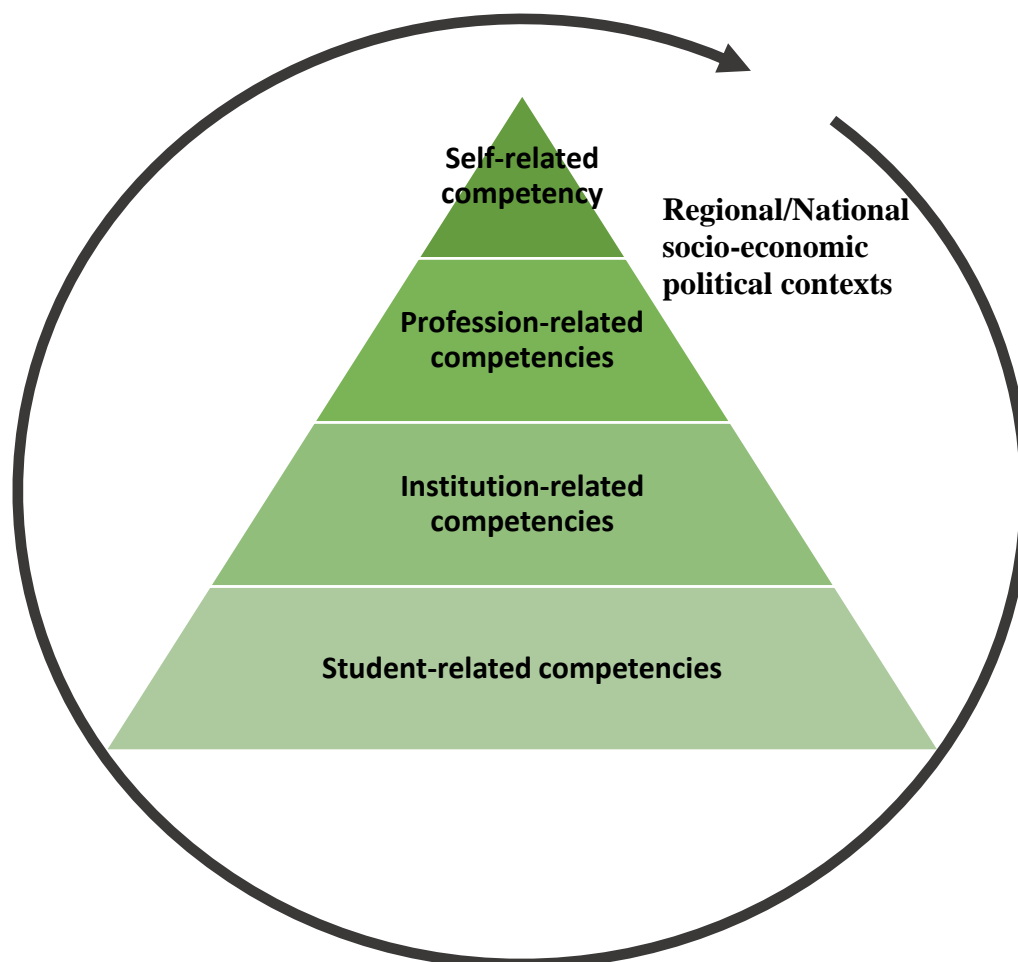 Self-related
competency
Regional/National
socio-economic
political contexts
Profession-related
competencies
Institution-related
competencies
Student-related competencies